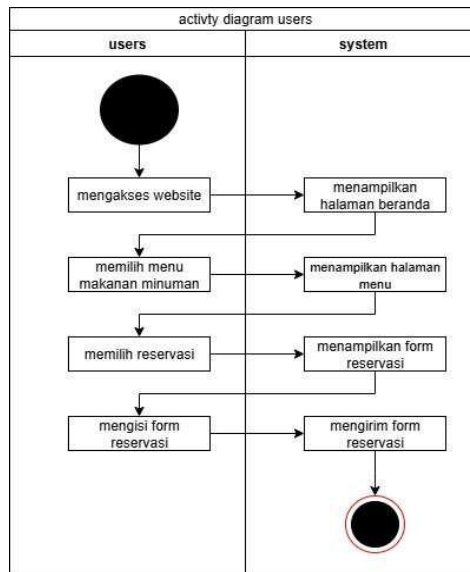 activty diagram users
users
system
mengakses website
menampilkan
halaman beranda
memilih menu
makanan minuman
menampilkan halaman
menu
memilih reservasi
menampilkan form
reservasi
mengisi form
reservasi
mengirim form
reservasi